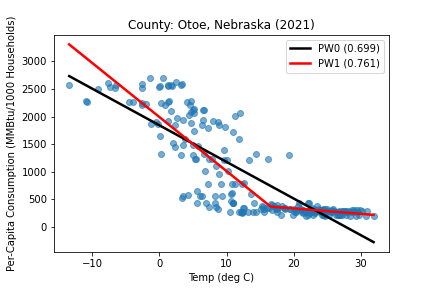 County: Otoe, Nebraska (2021)
Per-Capita Consumption (MMBtu/1000 Households)
3000
2500
2000
1500
1000
500
0
PW0 (0.699)
PW1 (0.761)
−10 0 10 20 30
Temp (deg C)